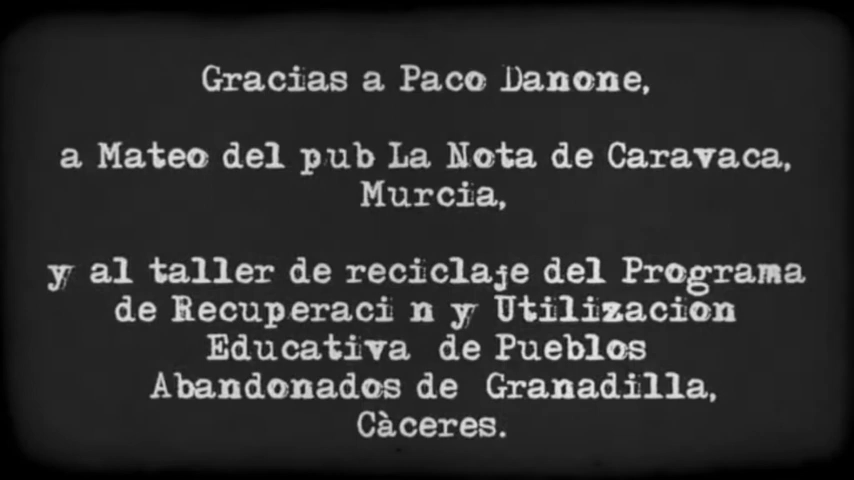 Gracias a Paco Danone,
a Mateo del pub La Nota de Caravaca,
Murcia,
y al taller de reciclaje del Programa
de Recuperaci n y Utilizacion
Educativa de Pueblos
Abandonados de Granadilla,
Càceres.